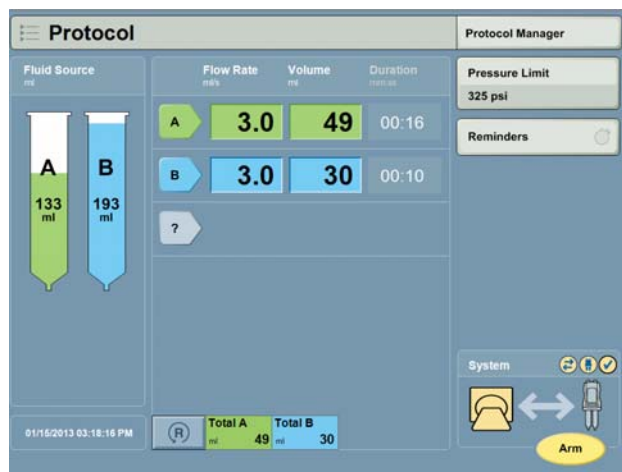 Protocol
Protocol Manager
Fluid Source
ml
Flow Rate
ml/s
Volume
ml
Duration
mm:ss
Pressure Limit
325 psi
Reminders
A 3.0 49 00:16
B 3.0 30 00:10
?
A
133
ml
B
193
ml
System
Arm
01/15/2013 03:18:16 PM
R
Total A
ml 49
Total B
ml 30